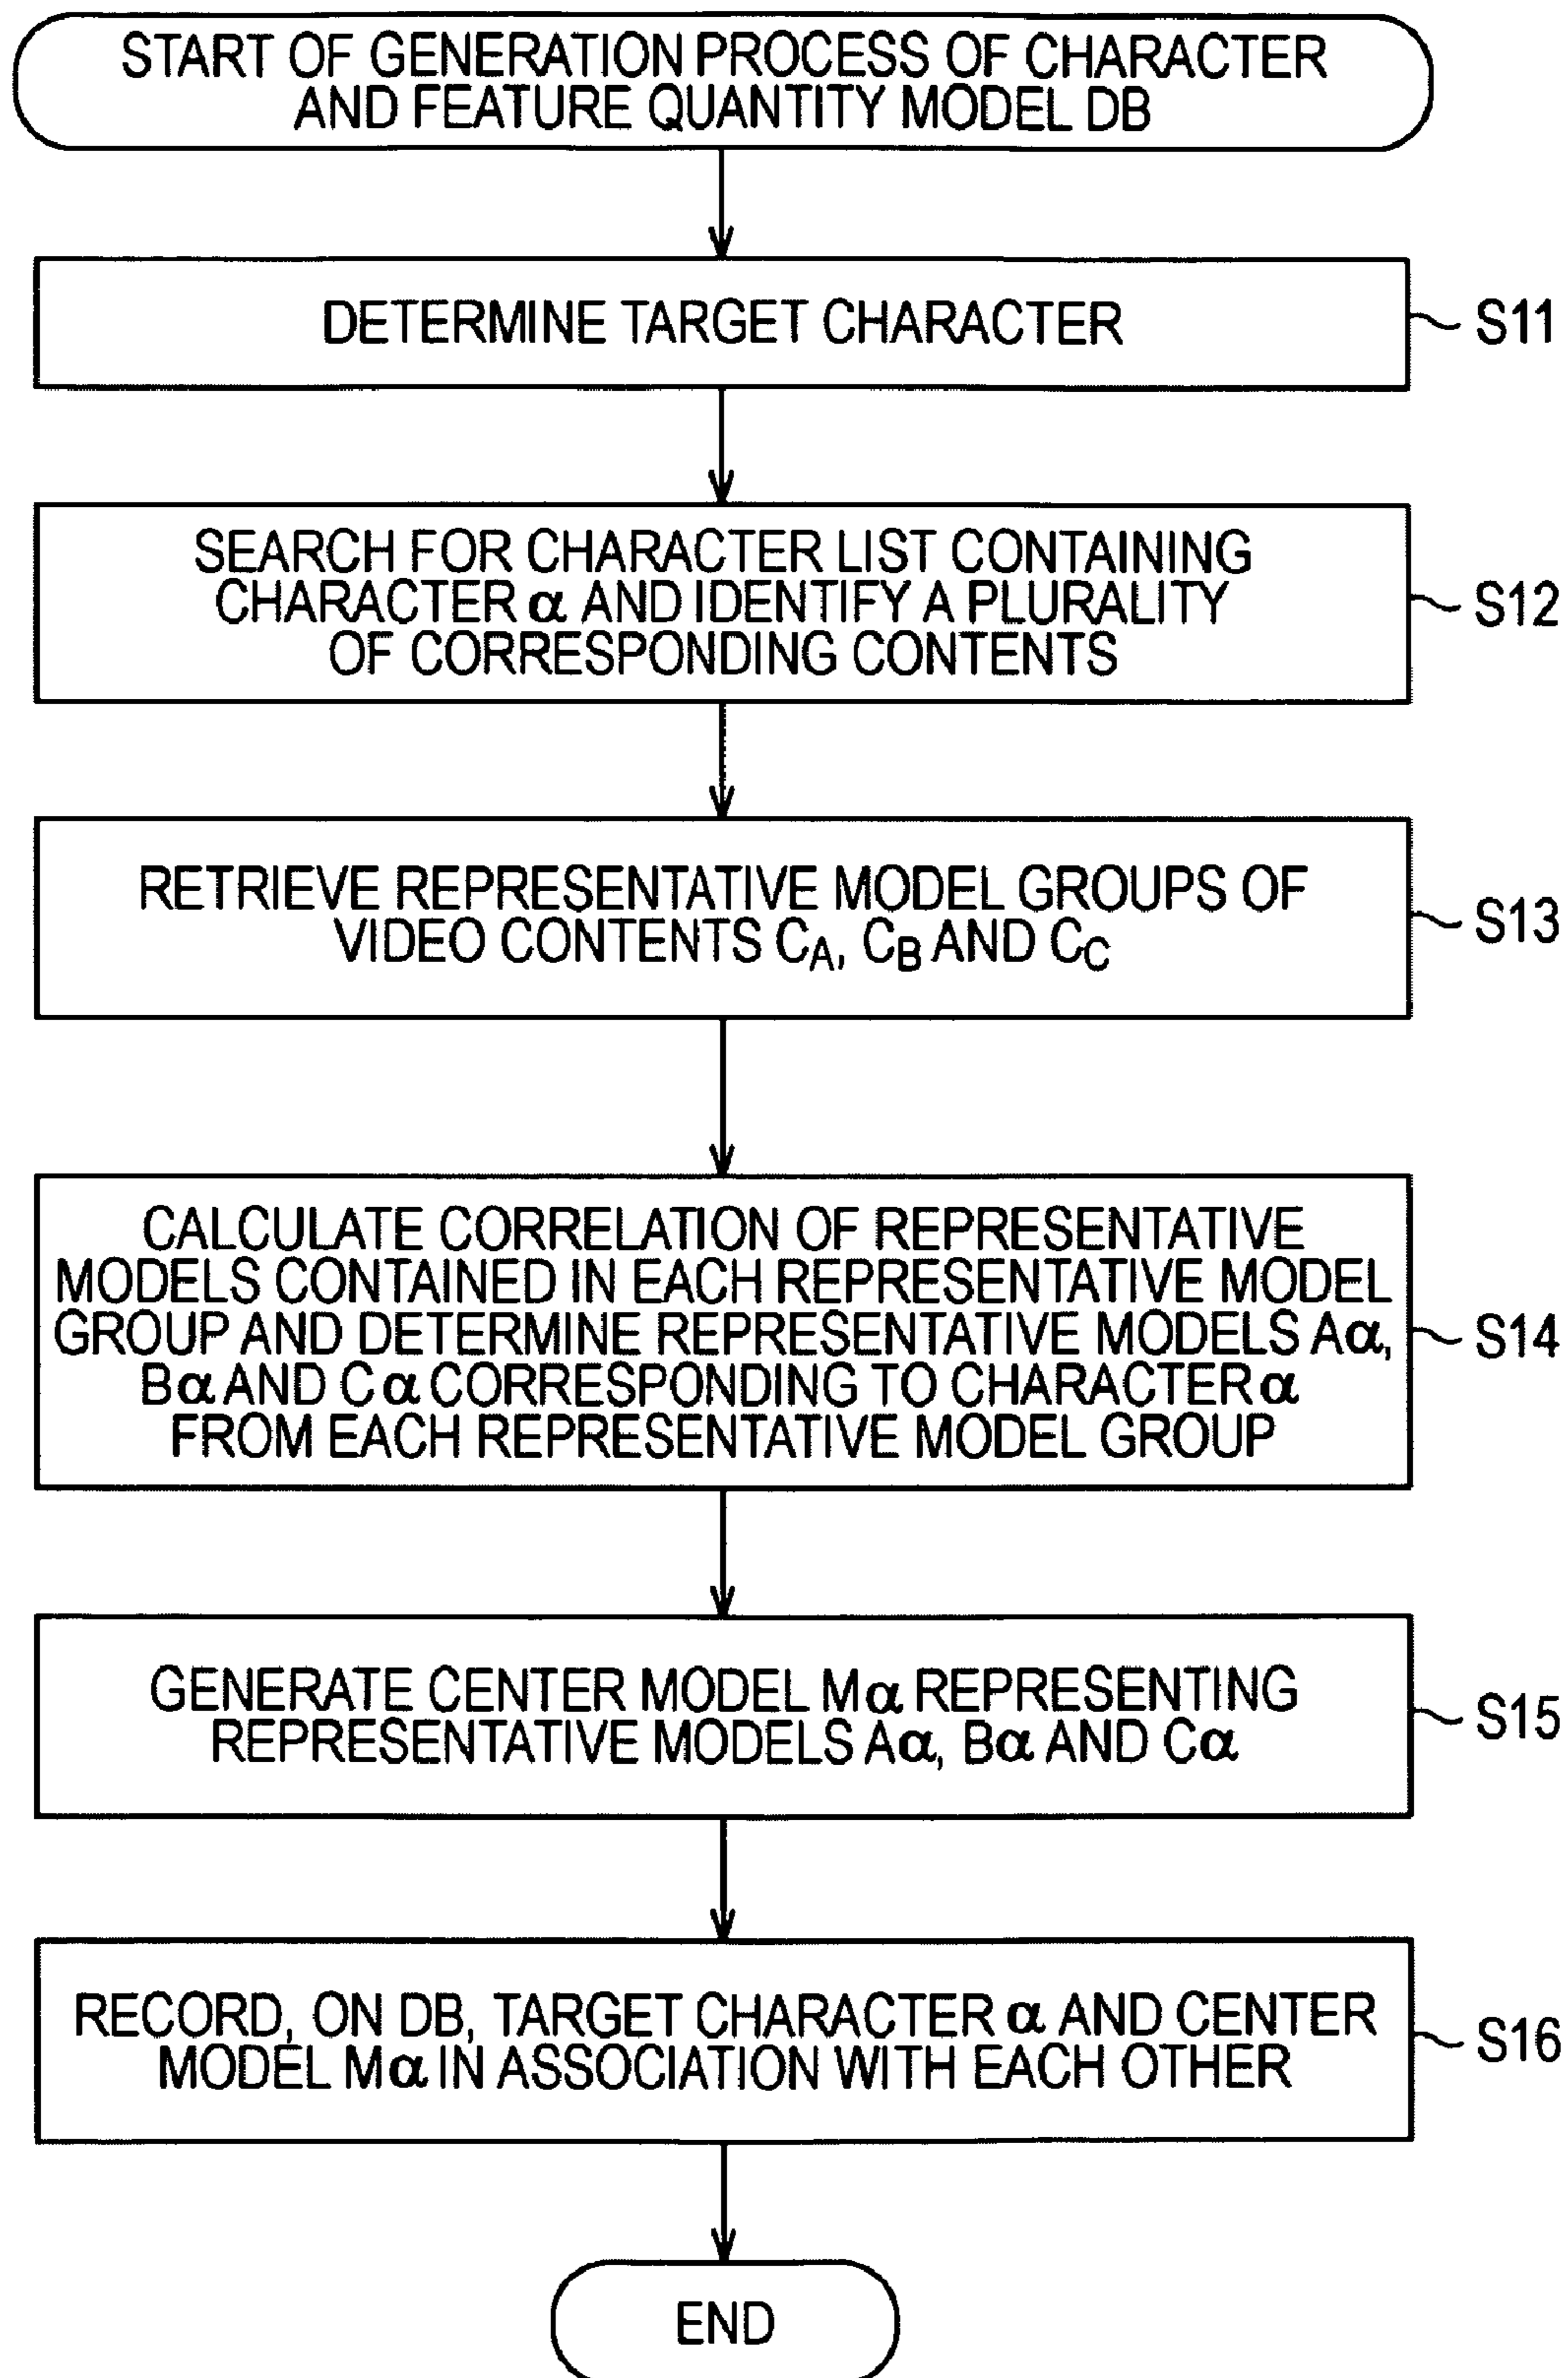 START OF GENERATION PROCESS OF CHARACTER
AND FEATURE QUANTITY MODEL DB
DETERMINE TARGET CHARACTER
S11
SEARCH FOR CHARACTER LIST CONTAINING
CHARACTER α AND IDENTIFY A PLURALITY
OF CORRESPONDING CONTENTS
S12
RETRIEVE REPRESENTATIVE MODEL GROUPS OF
VIDEO CONTENTS CA, CB AND CC
S13
CALCULATE CORRELATION OF REPRESENTATIVE
MODELS CONTAINED IN EACH REPRESENTATIVE MODEL
GROUP AND DETERMINE REPRESENTATIVE MODELS Aα,
Bα AND Cα CORRESPONDING TO CHARACTER α
FROM EACH REPRESENTATIVE MODEL GROUP
S14
GENERATE CENTER MODEL Mα REPRESENTING
REPRESENTATIVE MODELS Aα, Bα AND Cα
S15
RECORD, ON DB, TARGET CHARACTER α AND CENTER
MODEL Mα IN ASSOCIATION WITH EACH OTHER
S16
END